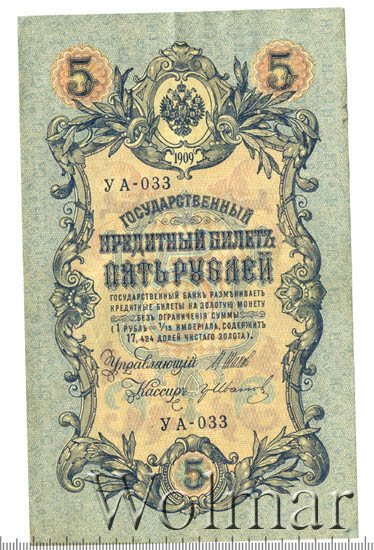 5 5
1909
УА-033
ГОСУДАРСТВЕННЫЙ
КРЕДИТНЫЙ БИЛЕТЪ
ПЯТЬ РУБЛЕЙ
ГОСУДАРСТВЕННЫЙ БАНКЪ РАЗМѢНИВАЕТЪ
КРЕДИТНЫЕ БИЛЕТЫ НА ЗОЛОТУЮ МОНЕТУ
БЕЗЪ ОГРАНИЧЕНІЯ СУММЫ
(1 РУБЛЬ = 1/15 ИМПЕРІАЛА, СОДЕРЖИТЪ
17,424 ДОЛЕЙ ЧИСТАГО ЗОЛОТА).
Управляющій
Кассиръ
УА-033
5
Wolmar